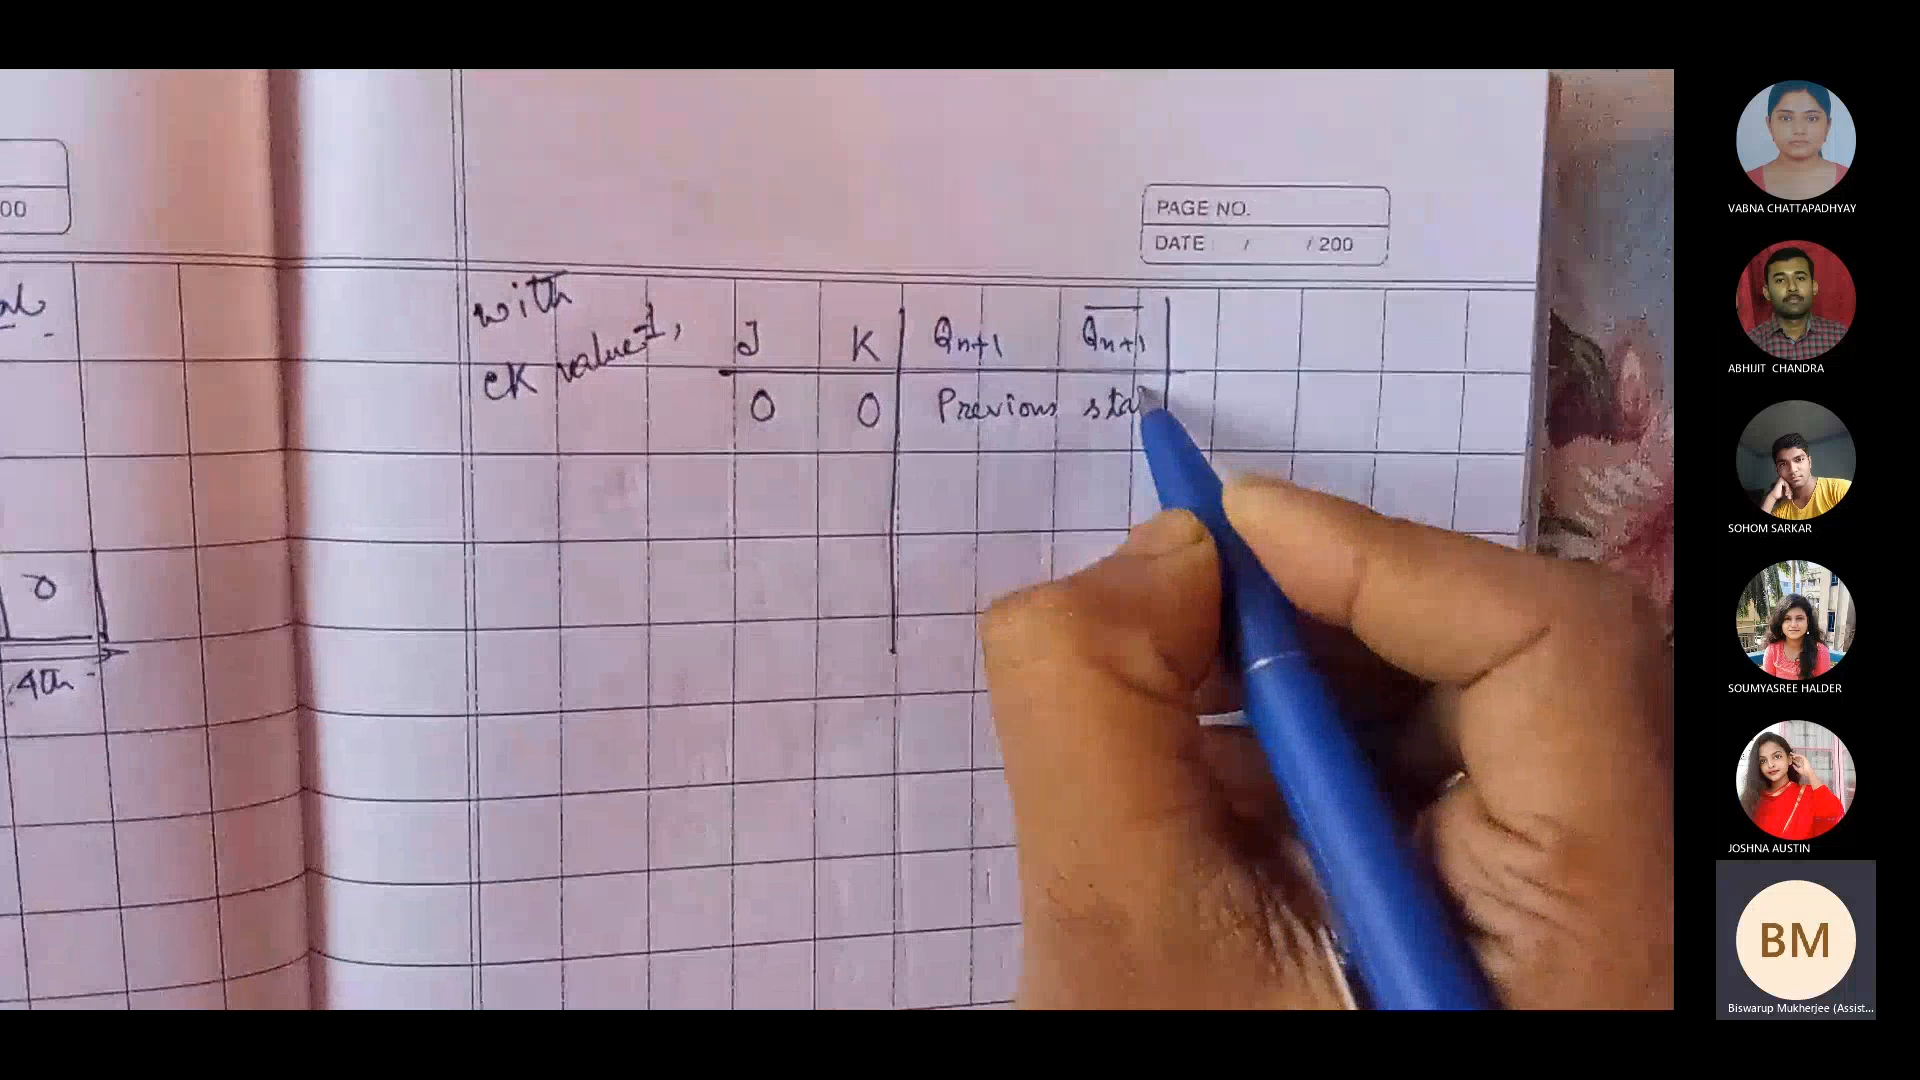 00
PAGE NO.
DATE / / 200
with
CK value 1,
J K Qn+1 Q̅n+1
0 0 Previous sta
0
4th
VABNA CHATTAPADHYAY
ABHIJIT CHANDRA
SOHOM SARKAR
SOUMYASREE HALDER
JOSHNA AUSTIN
BM
Biswarup Mukherjee (Assist...